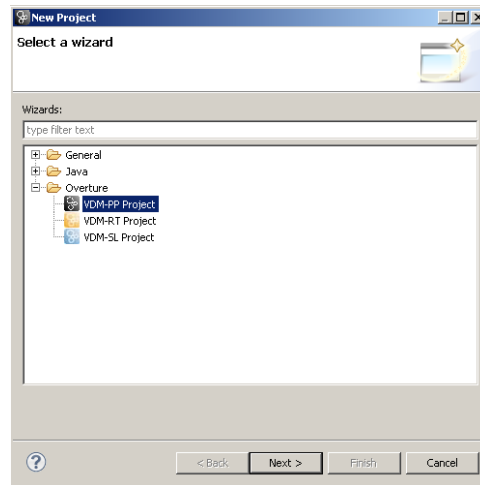 New Project
Select a wizard
Wizards:
type filter text
General
Java
Overture
VDM-PP Project
VDM-RT Project
VDM-SL Project
? < Back Next > Finish Cancel